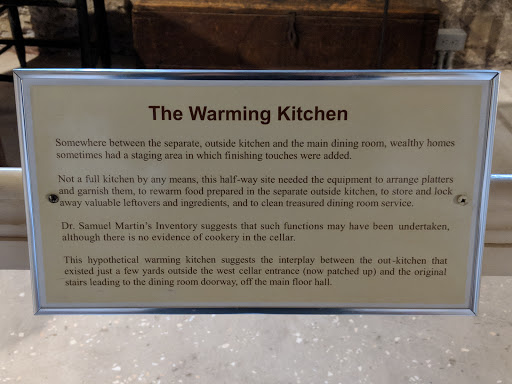 The Warming Kitchen
Somewhere between the separate, outside kitchen and the main dining room, wealthy homes
sometimes had a staging area in which finishing touches were added.
Not a full kitchen by any means, this half-way site needed the equipment to arrange platters
and garnish them, to rewarm food prepared in the separate outside kitchen, to store and lock
away valuable leftovers and ingredients, and to clean treasured dining room service.
Dr. Samuel Martin's Inventory suggests that such functions may have been undertaken,
although there is no evidence of cookery in the cellar.
This hypothetical warming kitchen suggests the interplay between the out-kitchen that
existed just a few yards outside the west cellar entrance (now patched up) and the original
stairs leading to the dining room doorway, off the main floor hall.